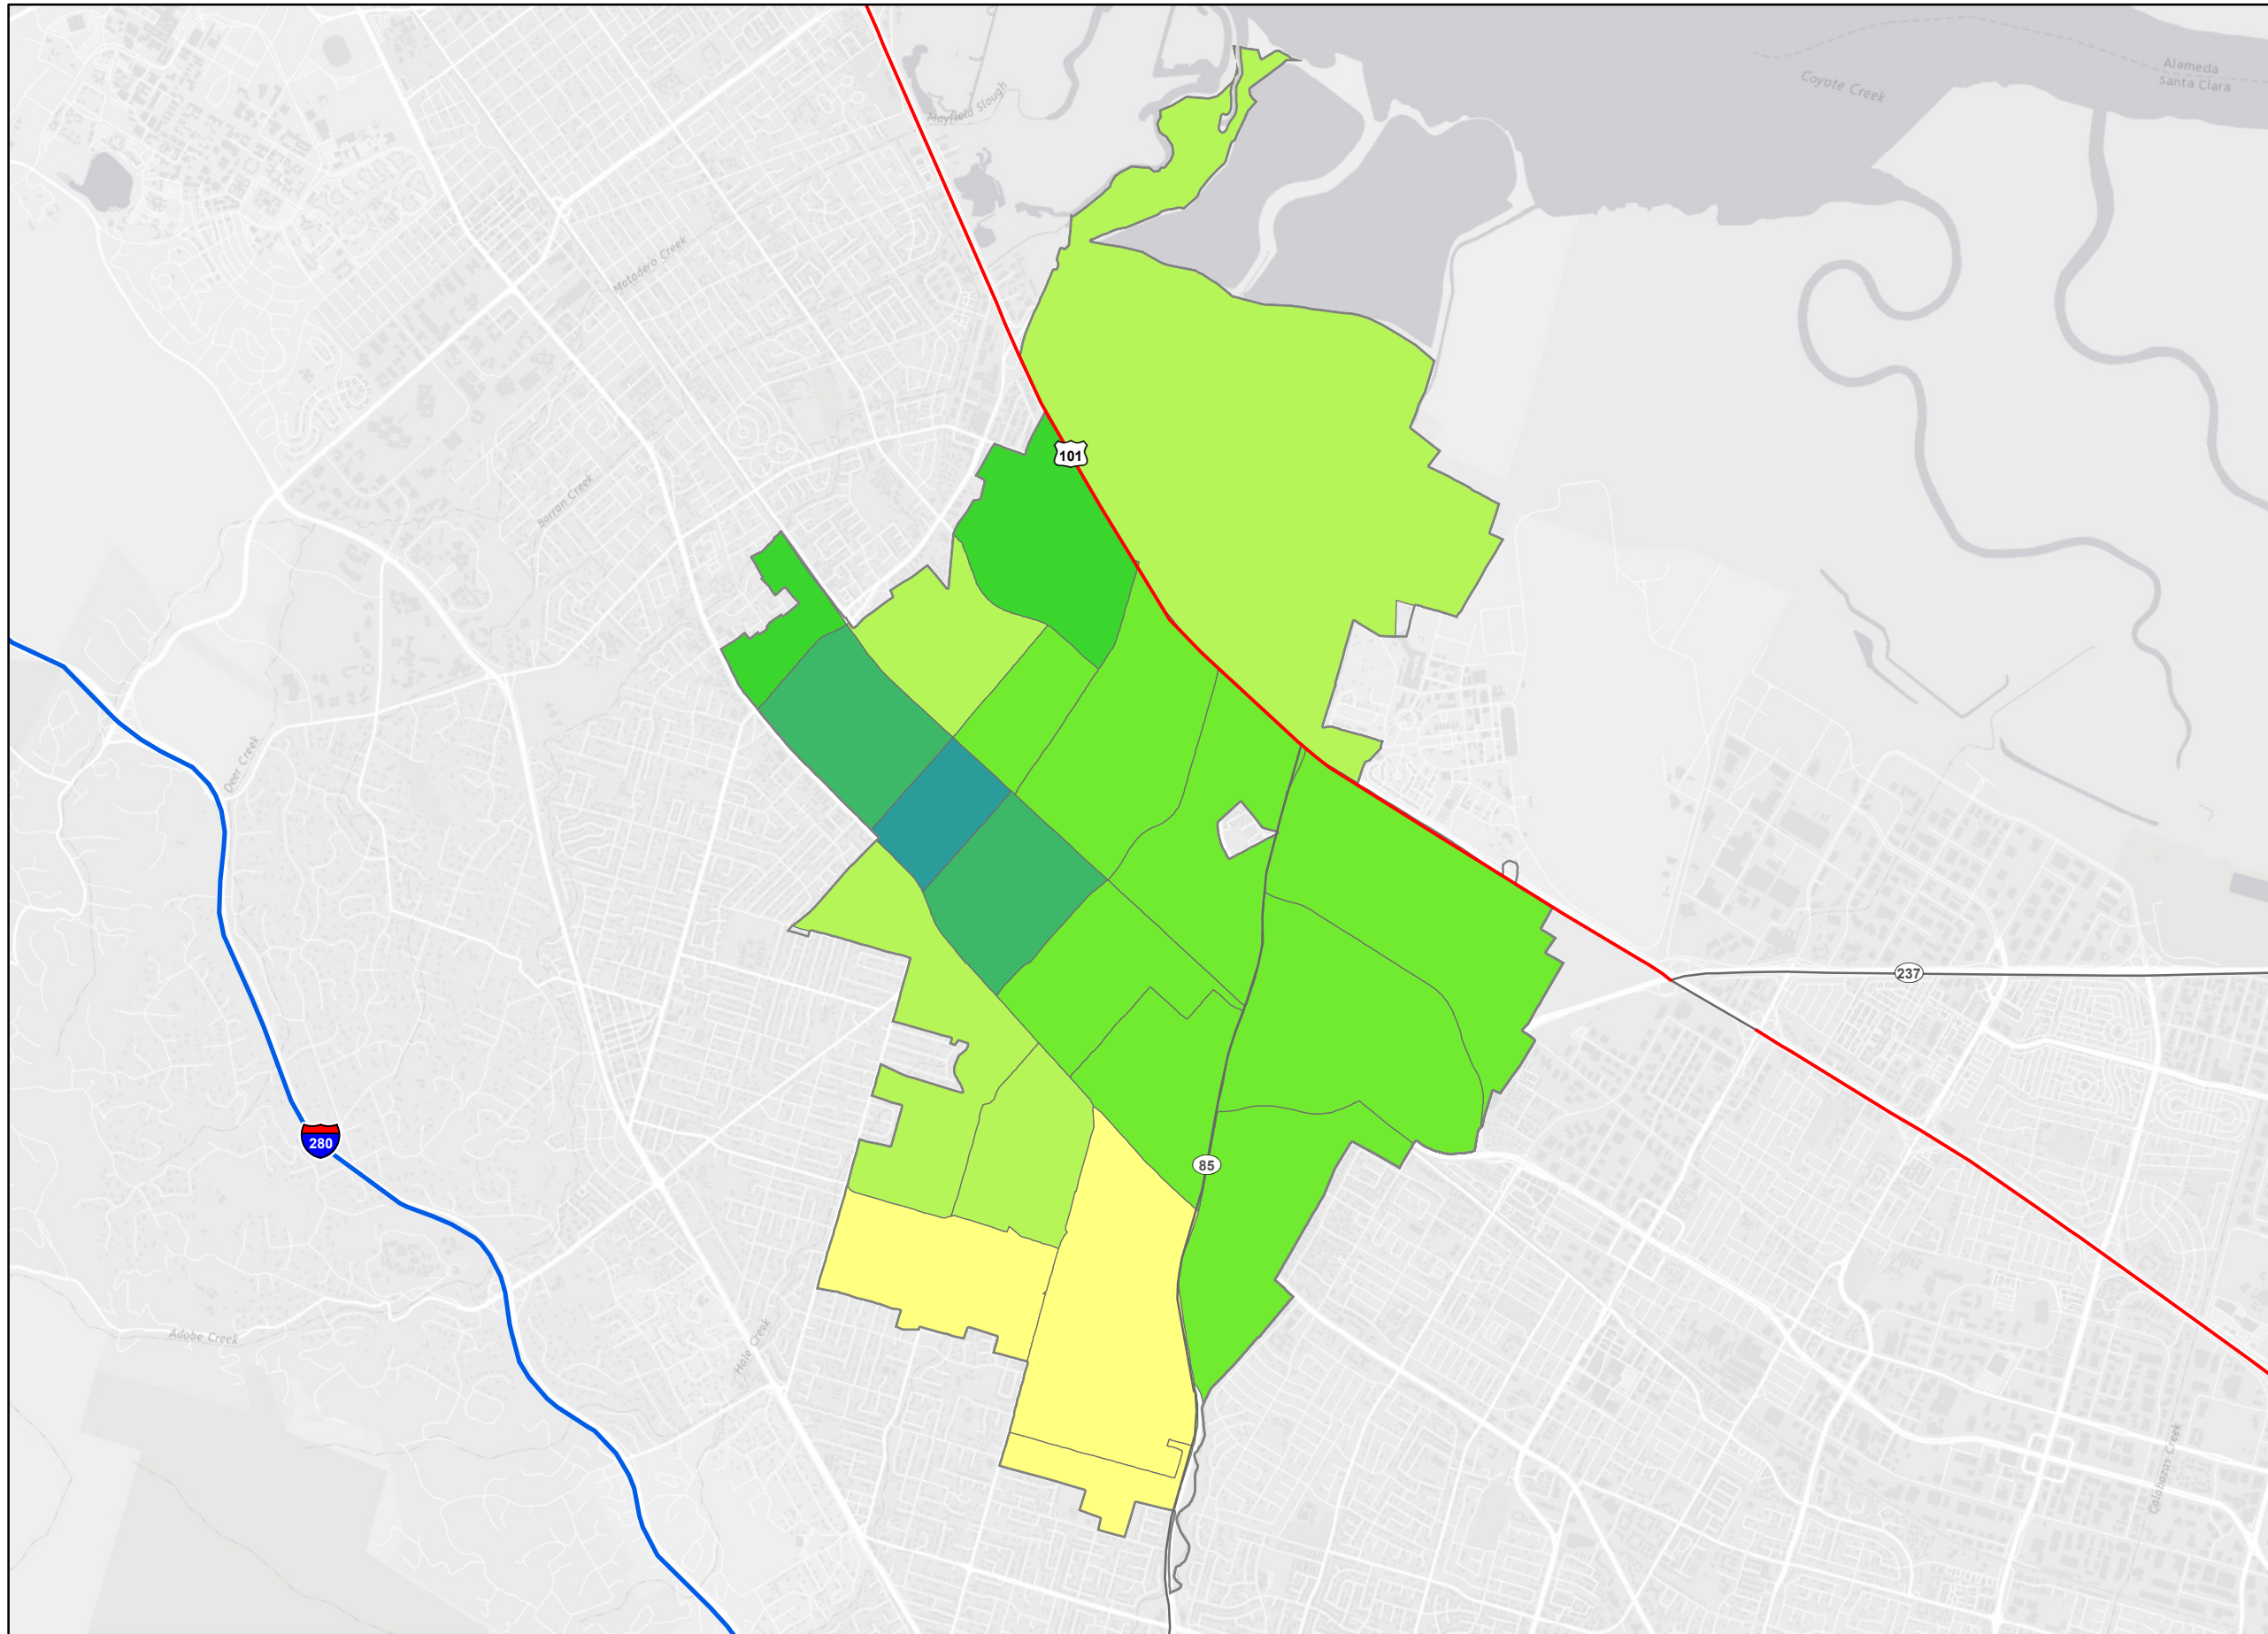 Alameda
Santa Clara
Coyote Creek
Mayfield Slough
Matadero Creek
101
Barron Creek
Deer Creek
237
280
85
Adobe Creek
Hale Creek
Calabazas Creek